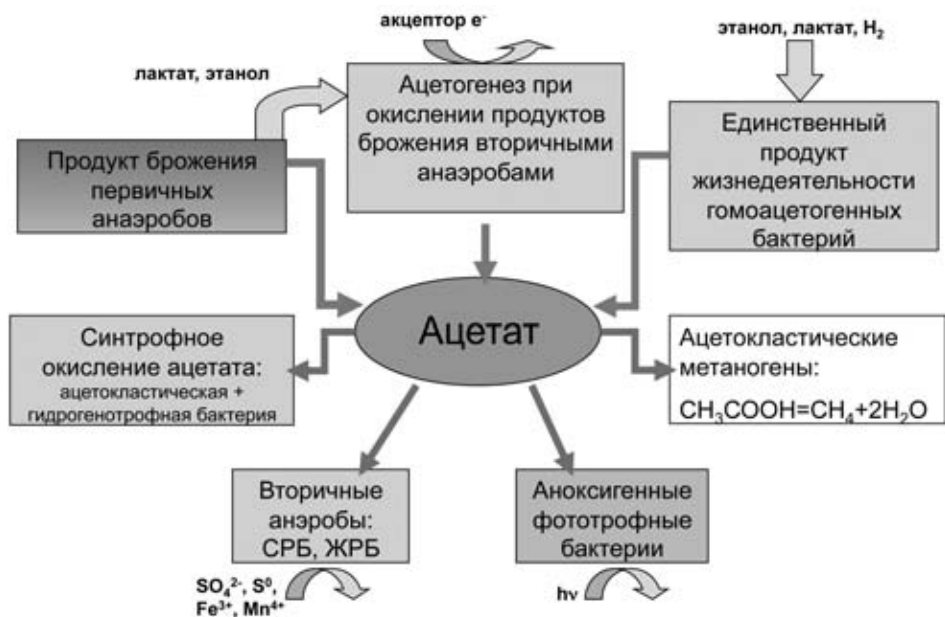 акцептор e⁻
этанол, лактат, H₂
лактат, этанол
Ацетогенез при
окислении продуктов
брожения вторичными
анаэробами
Единственный
продукт
жизнедеятельности
гомоацетогенных
бактерий
Продукт брожения
первичных
анаэробов
Ацетат
Синтрофное
окисление ацетата:
ацетокластическая +
гидрогенотрофная бактерия
Ацетокластические
метаногены:
CH₃COOH=CH₄+2H₂O
Вторичные
анэробы:
СРБ, ЖРБ
SO₄²⁻, S⁰,
Fe³⁺, Mn⁴⁺
Аноксигенные
фототрофные
бактерии
hν